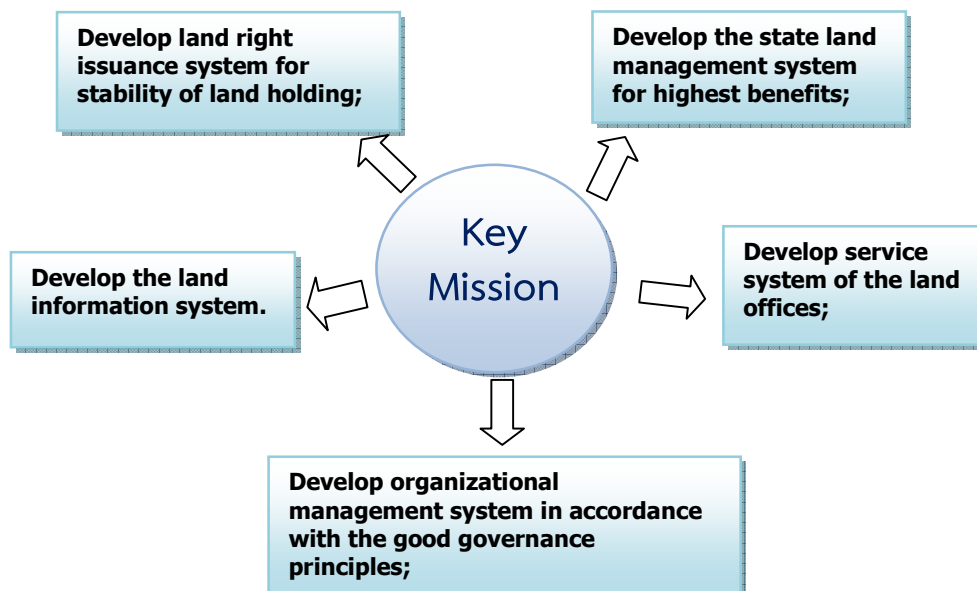 Develop land right
issuance system for
stability of land holding;
Develop the state land
management system
for highest benefits;
Key
Mission
Develop the land
information system.
Develop service
system of the land
offices;
Develop organizational
management system in accordance
with the good governance
principles;